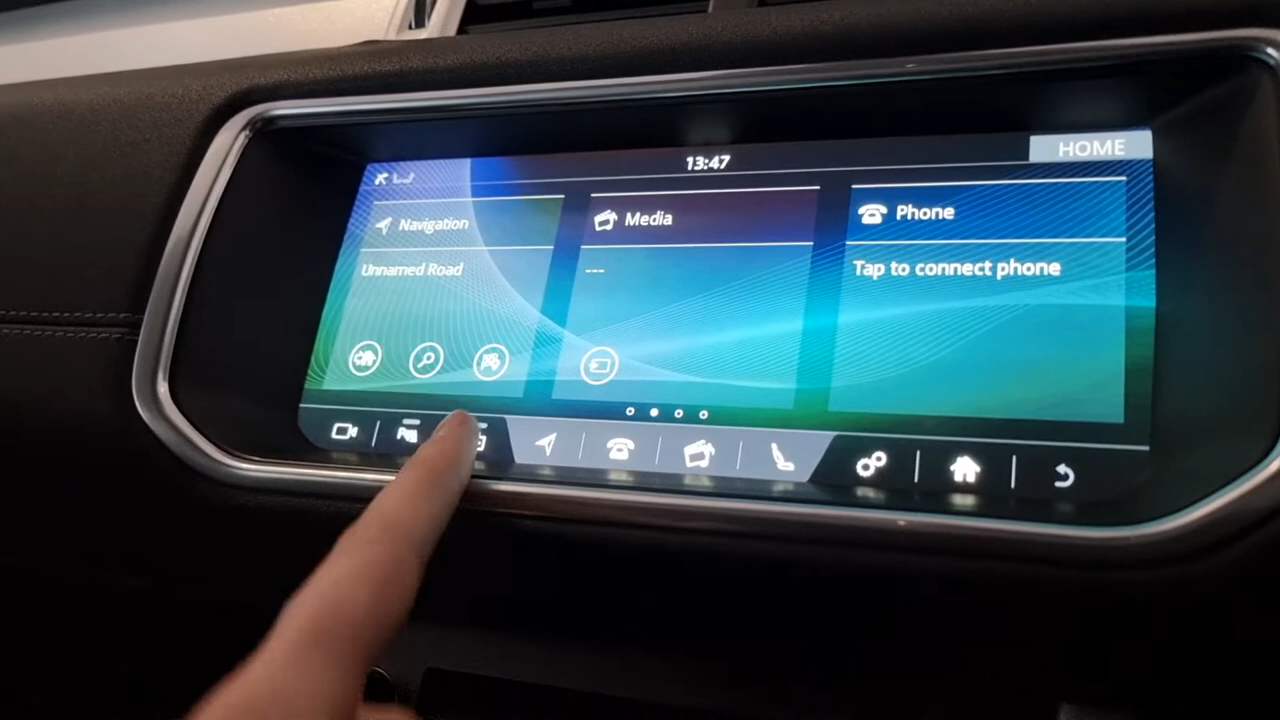 13:47
HOME
Navigation
Media
Phone
Unnamed Road
---
Tap to connect phone